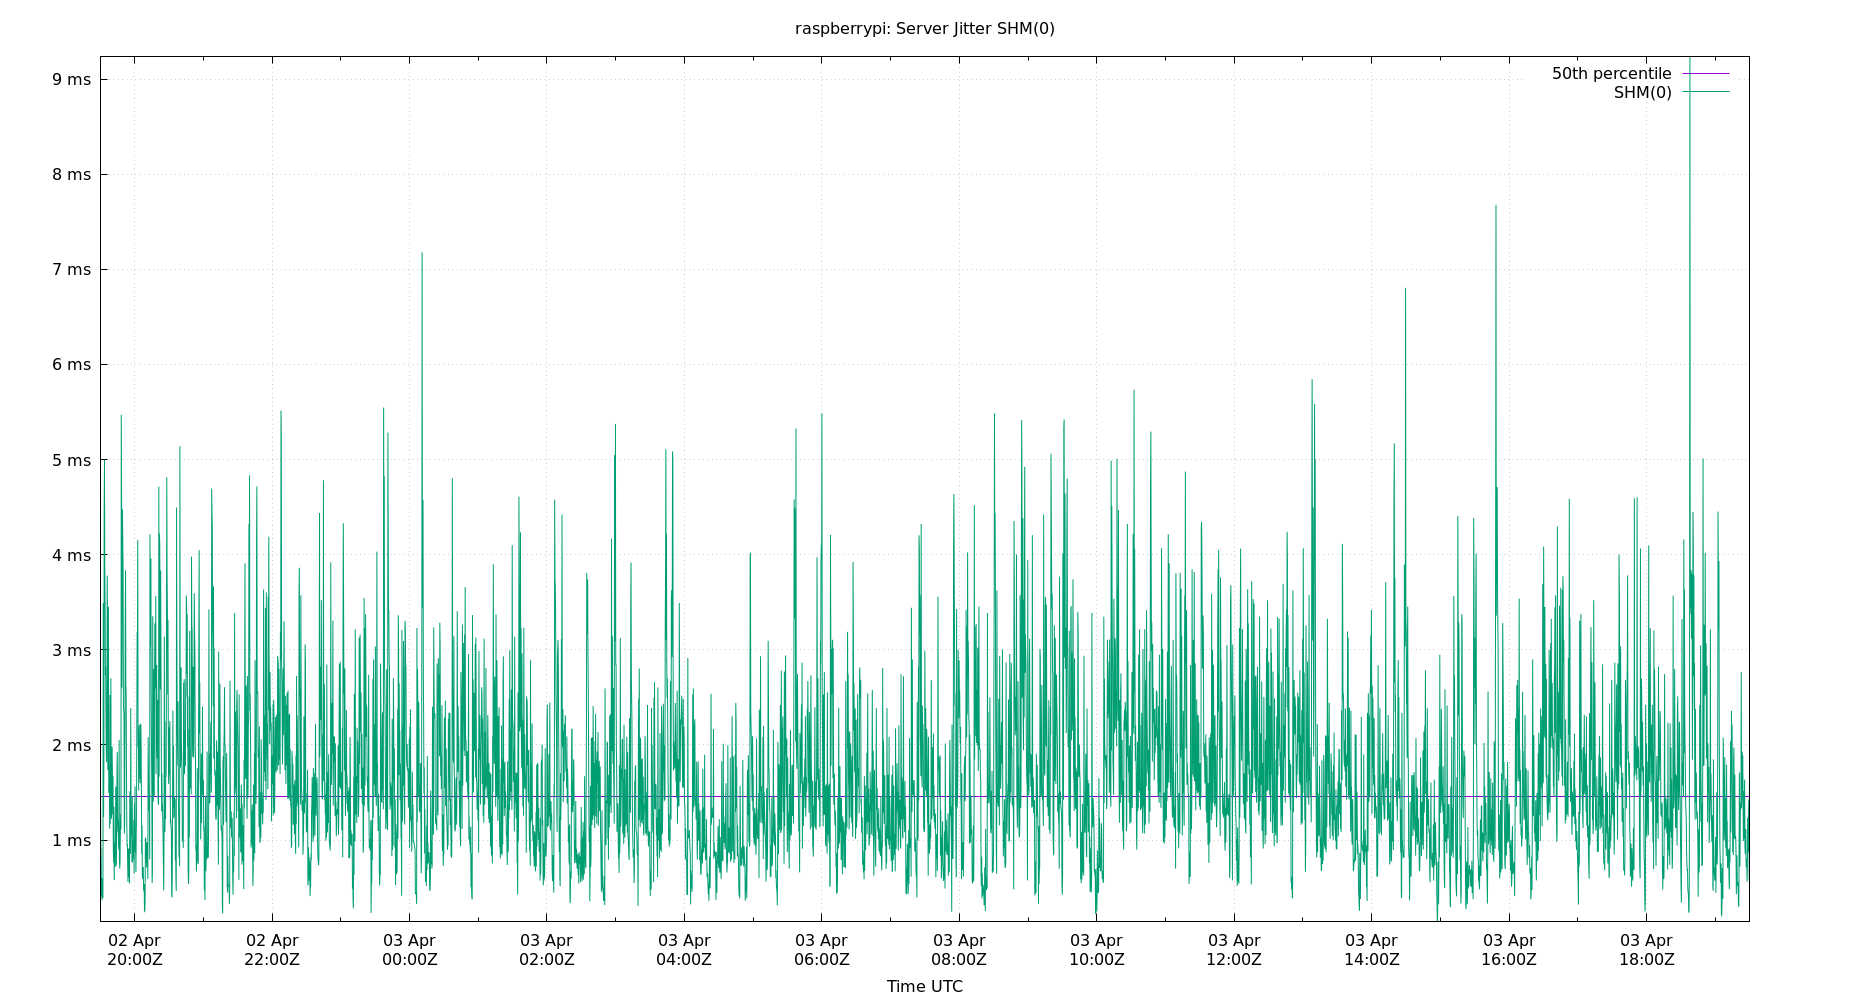 raspberrypi: Server Jitter SHM(0)
50th percentile
SHM(0)
9 ms
8 ms
7 ms
6 ms
5 ms
4 ms
3 ms
2 ms
1 ms
02 Apr 02 Apr 03 Apr 03 Apr 03 Apr 03 Apr 03 Apr 03 Apr 03 Apr 03 Apr 03 Apr 03 Apr
20:00Z 22:00Z 00:00Z 02:00Z 04:00Z 06:00Z 08:00Z 10:00Z 12:00Z 14:00Z 16:00Z 18:00Z
Time UTC